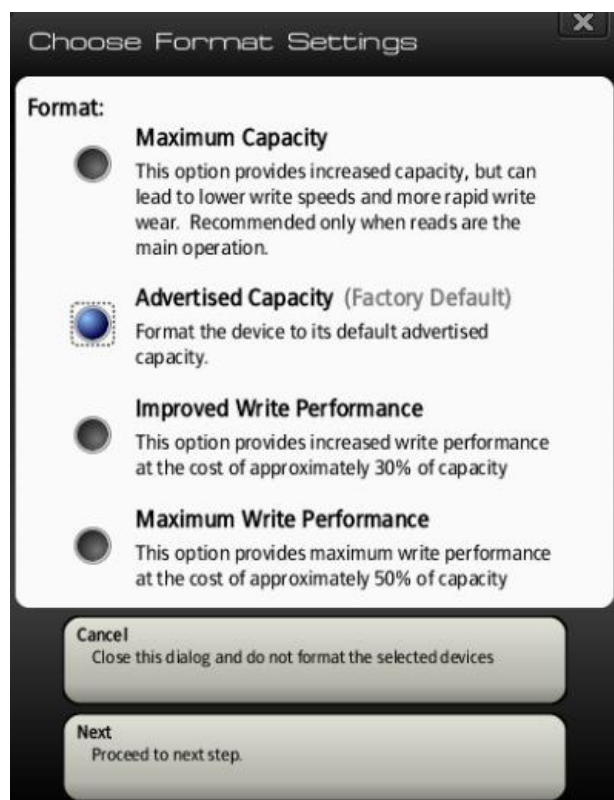 Choose Format Settings
Format:
Maximum Capacity
This option provides increased capacity, but can
lead to lower write speeds and more rapid write
wear. Recommended only when reads are the
main operation.
Advertised Capacity (Factory Default)
Format the device to its default advertised
capacity.
Improved Write Performance
This option provides increased write performance
at the cost of approximately 30% of capacity
Maximum Write Performance
This option provides maximum write performance
at the cost of approximately 50% of capacity
Cancel
Close this dialog and do not format the selected devices
Next
Proceed to next step.